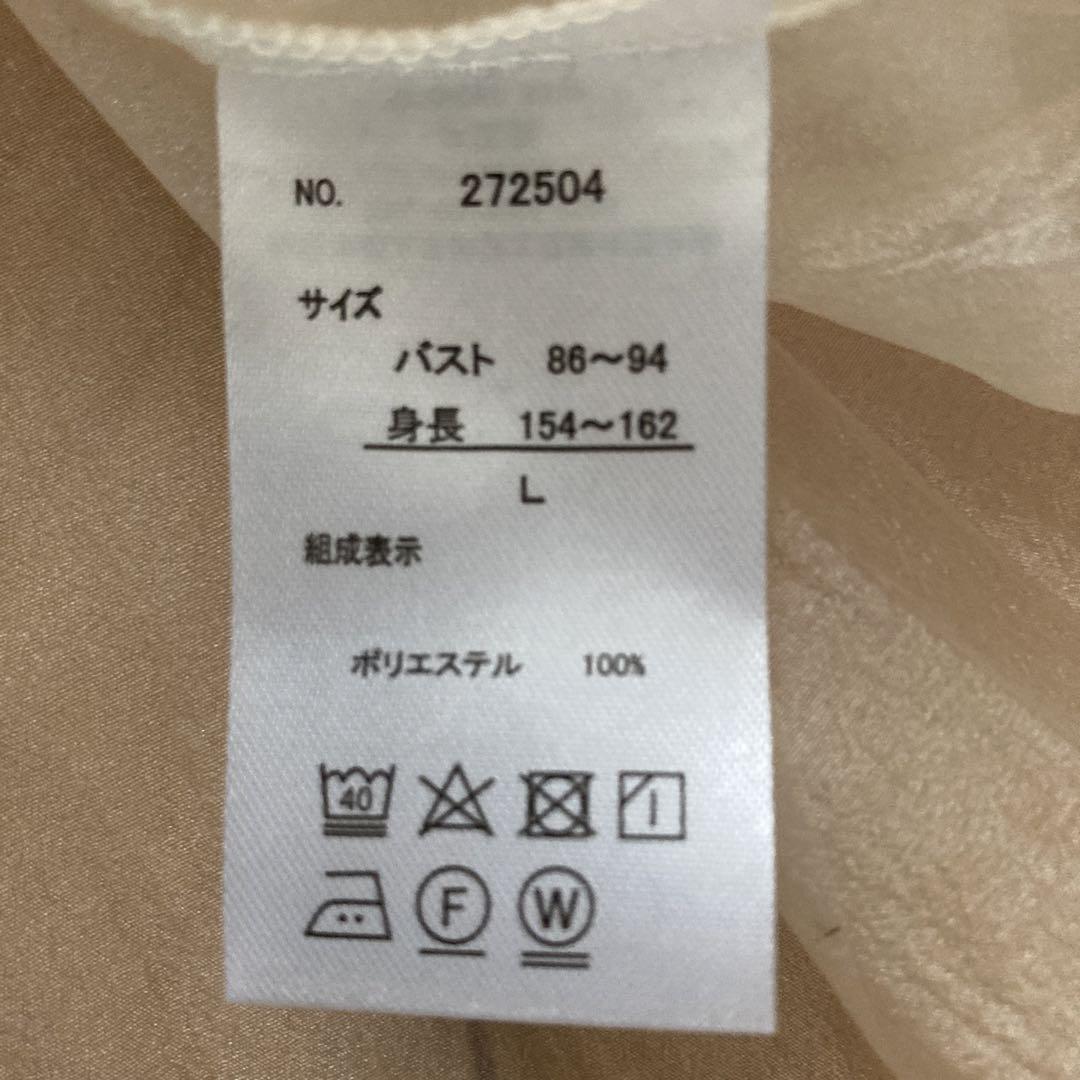 NO. 272504
サイズ
バスト 86～94
身長 154～162
L
組成表示
ポリエステル 100%
40
F W